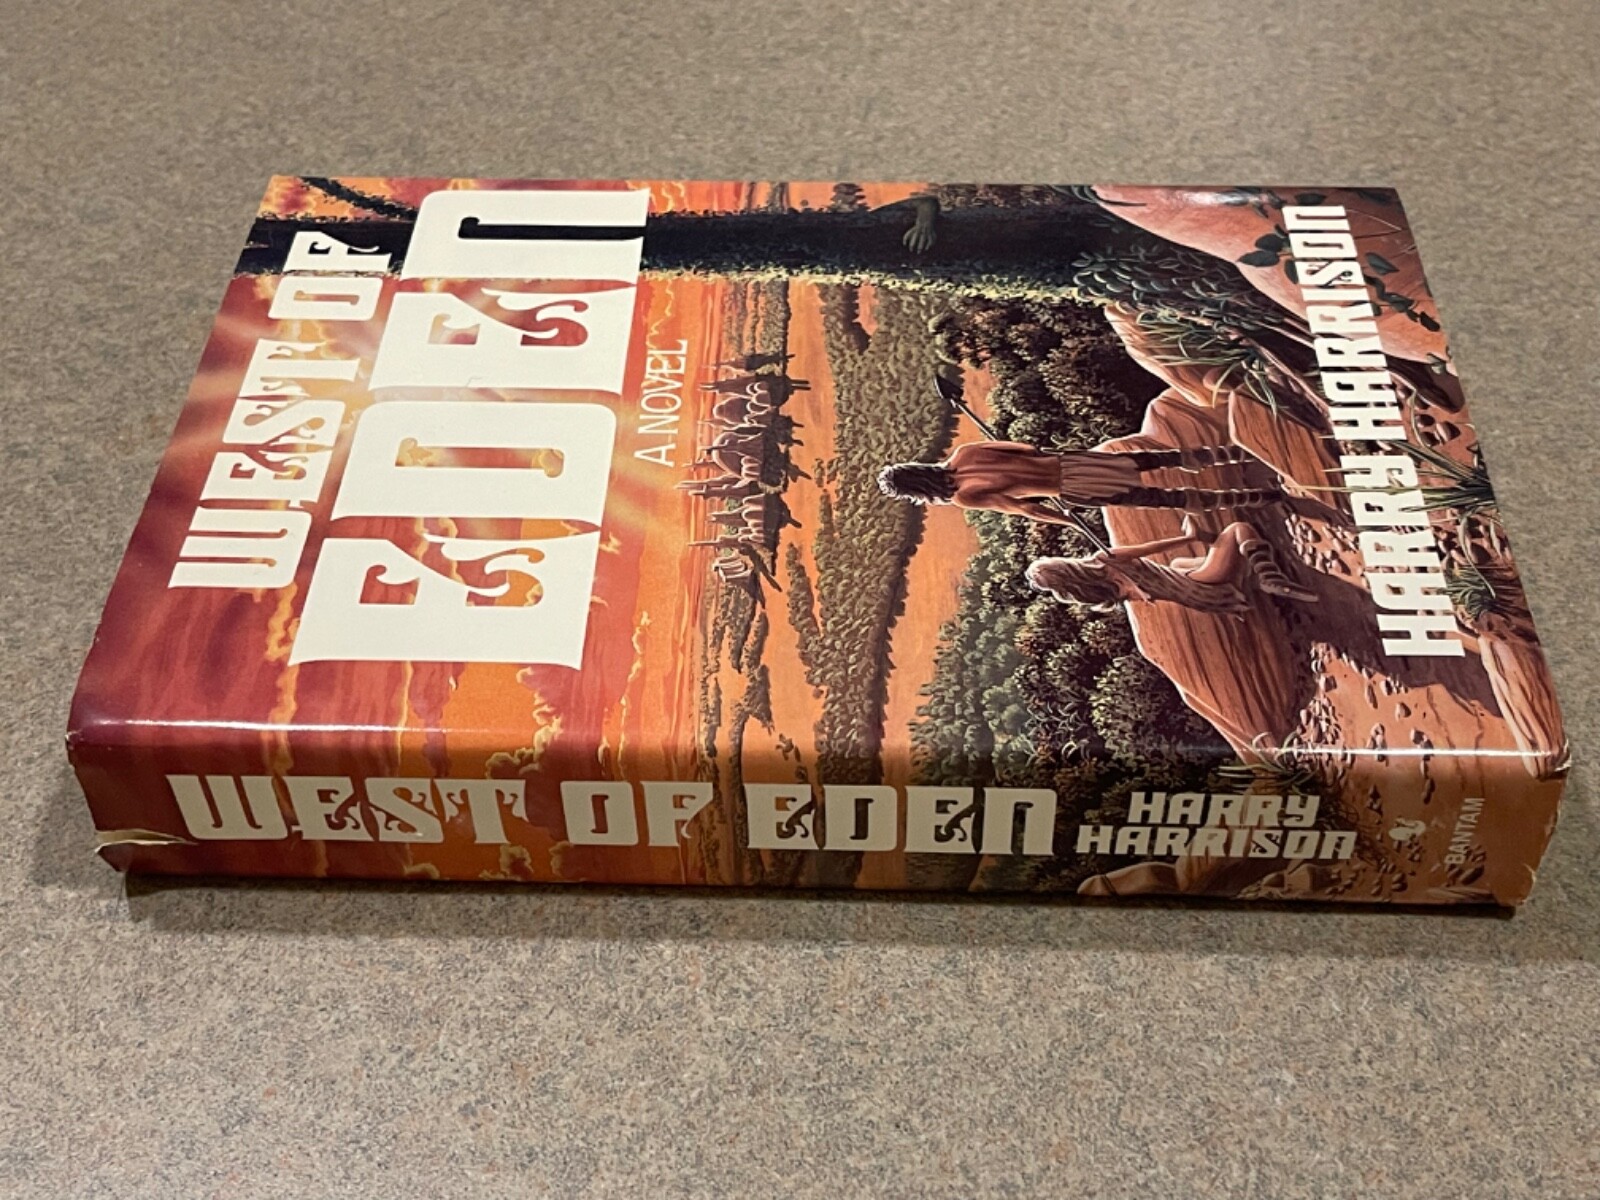 WEST OF
EDEN
A NOVEL
HARRY HARRISON
WEST OF EDEN
HARRY
HARRISON
BANTAM